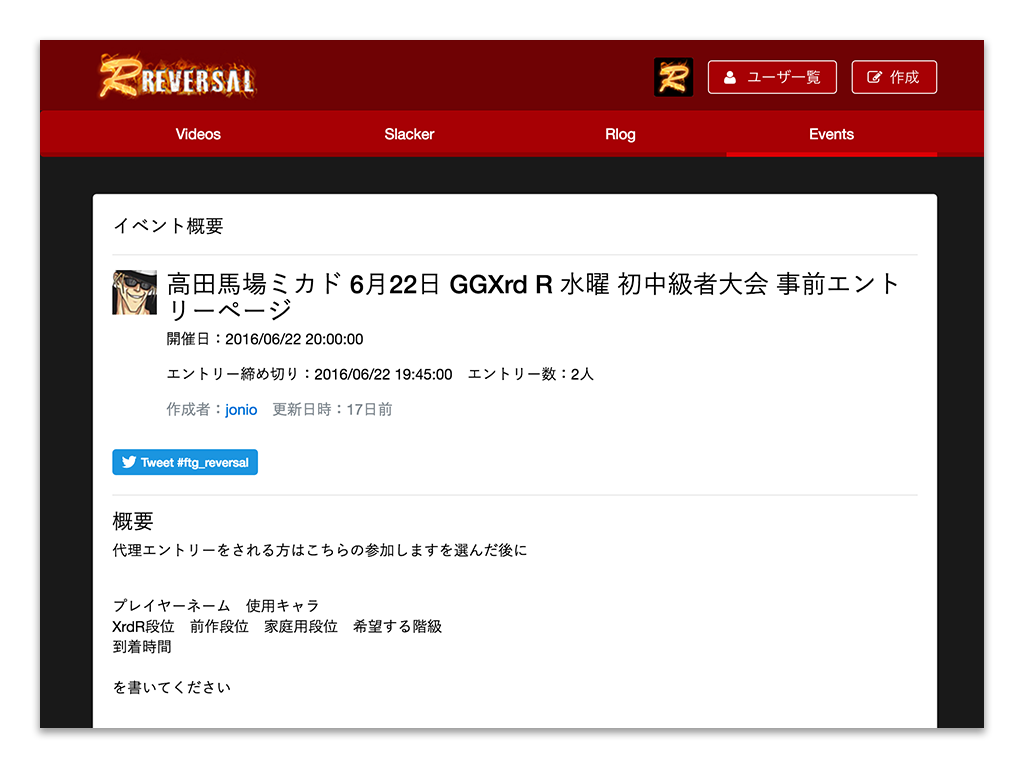 REVERSAL
R
ユーザ一覧
作成
Videos
Slacker
Rlog
Events
イベント概要
高田馬場ミカド 6月22日 GGXrd R 水曜 初中級者大会 事前エント
リーページ
開催日：2016/06/22 20:00:00
エントリー締め切り：2016/06/22 19:45:00　エントリー数：2人
作成者：jonio　更新日時：17日前
Tweet #ftg_reversal
概要
代理エントリーをされる方はこちらの参加しますを選んだ後に
プレイヤーネーム　使用キャラ
XrdR段位　前作段位　家庭用段位　希望する階級
到着時間
を書いてください